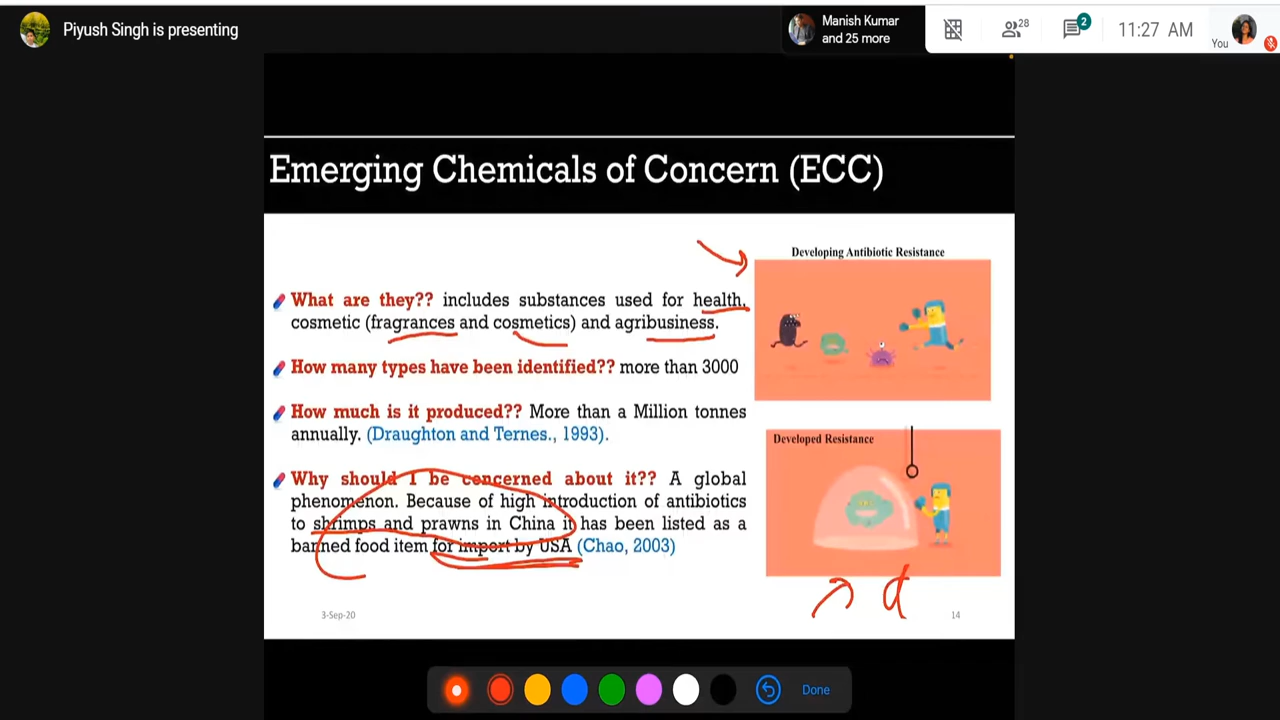 Piyush Singh is presenting
Manish Kumar
and 25 more
28
2
11:27 AM
You
Emerging Chemicals of Concern (ECC)
Developing Antibiotic Resistance
What are they?? includes substances used for health,
cosmetic (fragrances and cosmetics) and agribusiness.
How many types have been identified?? more than 3000
How much is it produced?? More than a Million tonnes
annually. (Draughton and Ternes., 1993).
Developed Resistance
Why should I be concerned about it?? A global
phenomenon. Because of high introduction of antibiotics
to shrimps and prawns in China it has been listed as a
banned food item for import by USA (Chao, 2003)
d
3-Sep-20
14
Done